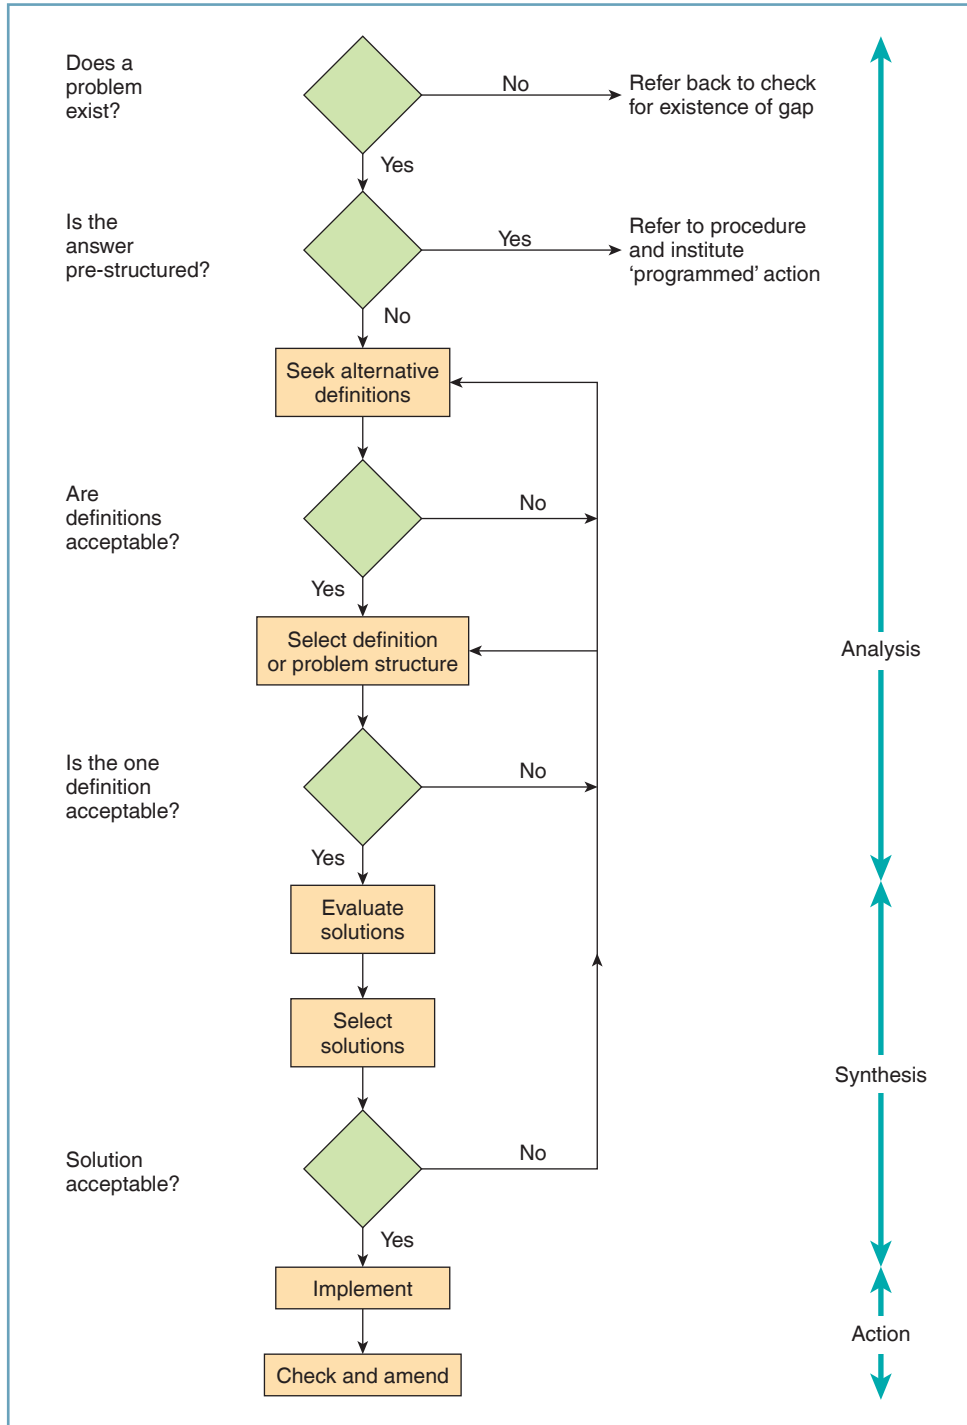 Does a
problem
exist?
No
Refer back to check
for existence of gap
Yes
Is the
answer
pre-structured?
Yes
Refer to procedure
and institute
‘programmed’ action
No
Seek alternative
definitions
Are
definitions
acceptable?
No
Yes
Select definition
or problem structure
Analysis
Is the one
definition
acceptable?
No
Yes
Evaluate
solutions
Select
solutions
Synthesis
Solution
acceptable?
No
Yes
Implement
Action
Check and amend